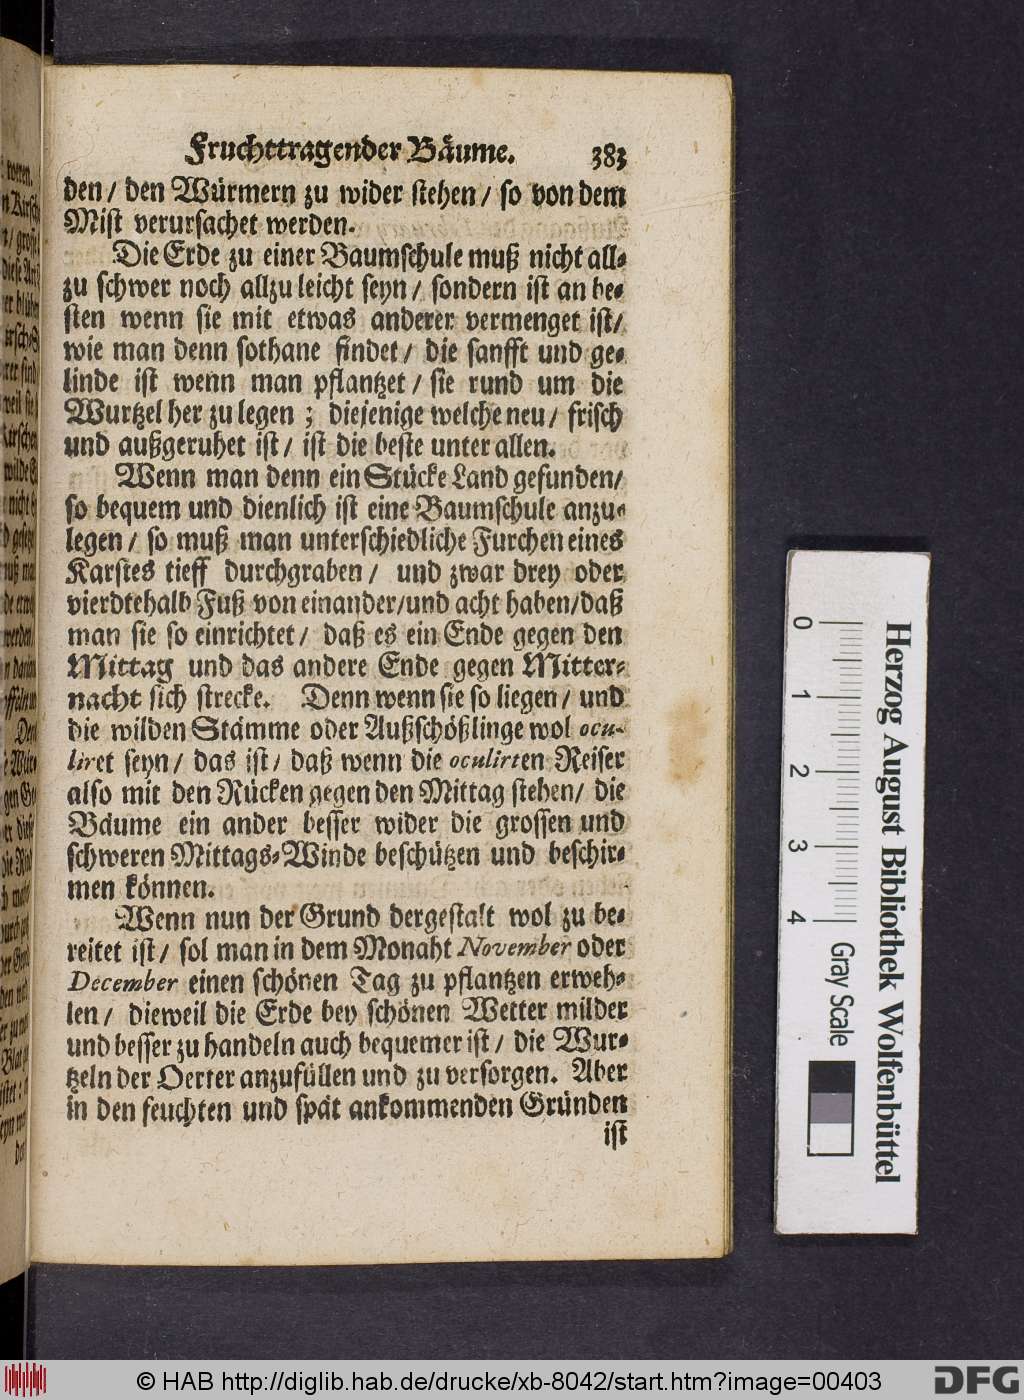 Fruchttragender Bäume. 383
den / den Würmern zu wider stehen / so von dem
Mist verursachet werden.
Die Erde zu einer Baumschule muß nicht all-
zu schwer noch allzu leicht seyn / sondern ist an be-
sten wenn sie mit etwas anderer vermenget ist /
wie man denn sothane findet / die sanfft und ge-
linde ist wenn man pflantzet / sie rund um die
Wurtzel her zu legen ; diejenige welche neu / frisch
und außgeruhet ist / ist die beste unter allen.
Wenn man denn ein Stücke Land gefunden /
so bequem und dienlich ist eine Baumschule anzu-
legen / so muß man unterschiedliche Furchen eines
Karstes tieff durchgraben / und zwar drey oder
vierdtehalb Fuß von einander / und acht haben / daß
man sie so einrichtet / daß es ein Ende gegen den
Mittag und das andere Ende gegen Mitter-
nacht sich strecke. Denn wenn sie so liegen / und
die wilden Stämme oder Außschößlinge wol ocu-
liret seyn / das ist / daß wenn die oculirten Reiser
also mit den Rücken gegen den Mittag stehen / die
Bäume ein ander besser wider die grossen und
schweren Mittags-Winde beschützen und beschir-
men können.
Wenn nun der Grund dergestalt wol zu be-
reitet ist / sol man in dem Monaht November oder
December einen schönen Tag zu pflantzen erweh-
len / dieweil die Erde bey schönen Wetter milder
und besser zu handeln auch bequemer ist / die Wur-
tzeln der Oerter anzufüllen und zu versorgen. Aber
in den feuchten und spät ankommenden Gründen
ist
0 1 2 3 4
Gray Scale
Herzog August Bibliothek Wolfenbüttel
© HAB http://diglib.hab.de/drucke/xb-8042/start.htm?image=00403
DFG